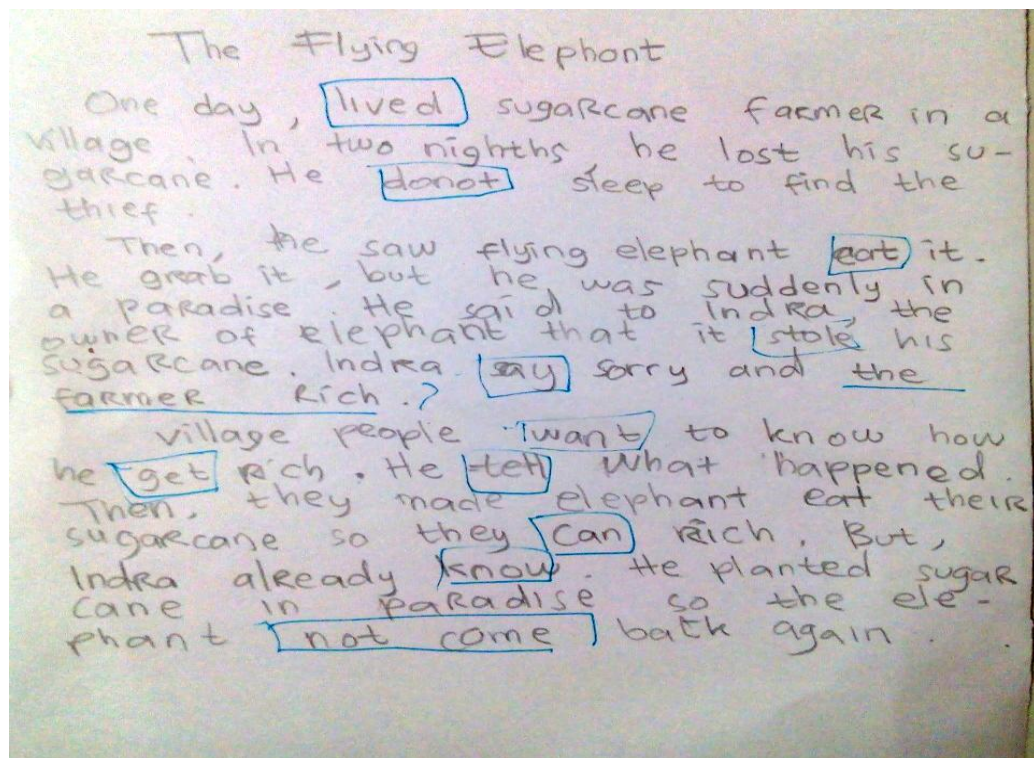 The Flying Elephont
One day, lived sugarcane farmer in a
village. In two nighths, he lost his su-
garcane. He donot sleep to find the
thief.
Then, he saw flying elephant eat it.
He grab it, but he was suddenly in
a paradise. He said to Indra, the
owner of elephant that it stole his
sugarcane. Indra say sorry and the
farmer Rich.?
village people want to know how
he get rich. He tell what happened.
Then, they made elephant eat their
sugarcane so they can rich. But,
Indra already know. He planted sugar
cane in paradise so the ele-
phant not come back again.